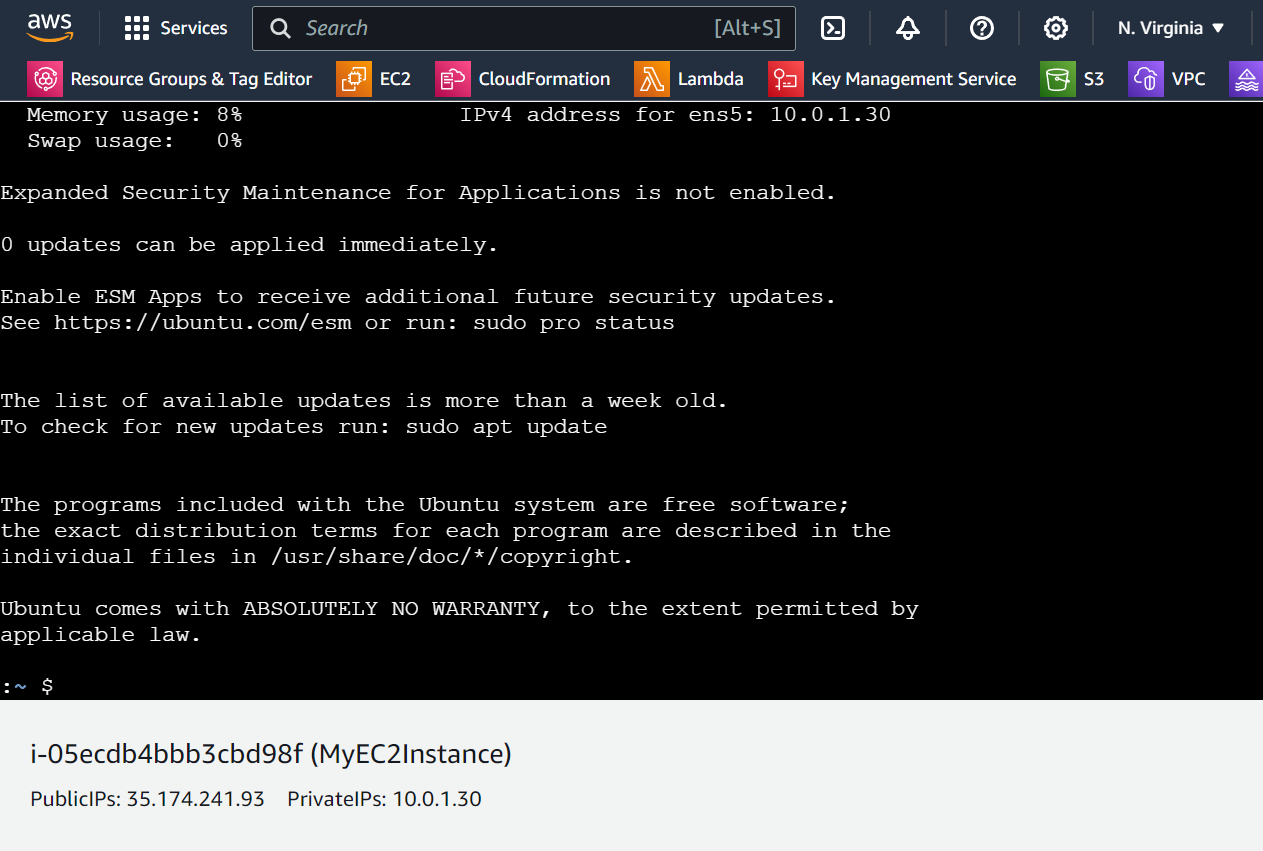 aws Services Search [Alt+S] N. Virginia
Resource Groups & Tag Editor EC2 CloudFormation Lambda Key Management Service S3 VPC
Memory usage: 8% IPv4 address for ens5: 10.0.1.30
Swap usage: 0%
Expanded Security Maintenance for Applications is not enabled.
0 updates can be applied immediately.
Enable ESM Apps to receive additional future security updates.
See https://ubuntu.com/esm or run: sudo pro status
The list of available updates is more than a week old.
To check for new updates run: sudo apt update
The programs included with the Ubuntu system are free software;
the exact distribution terms for each program are described in the
individual files in /usr/share/doc/*/copyright.
Ubuntu comes with ABSOLUTELY NO WARRANTY, to the extent permitted by
applicable law.
:~ $
i-05ecdb4bbb3cbd98f (MyEC2Instance)
PublicIPs: 35.174.241.93 PrivateIPs: 10.0.1.30